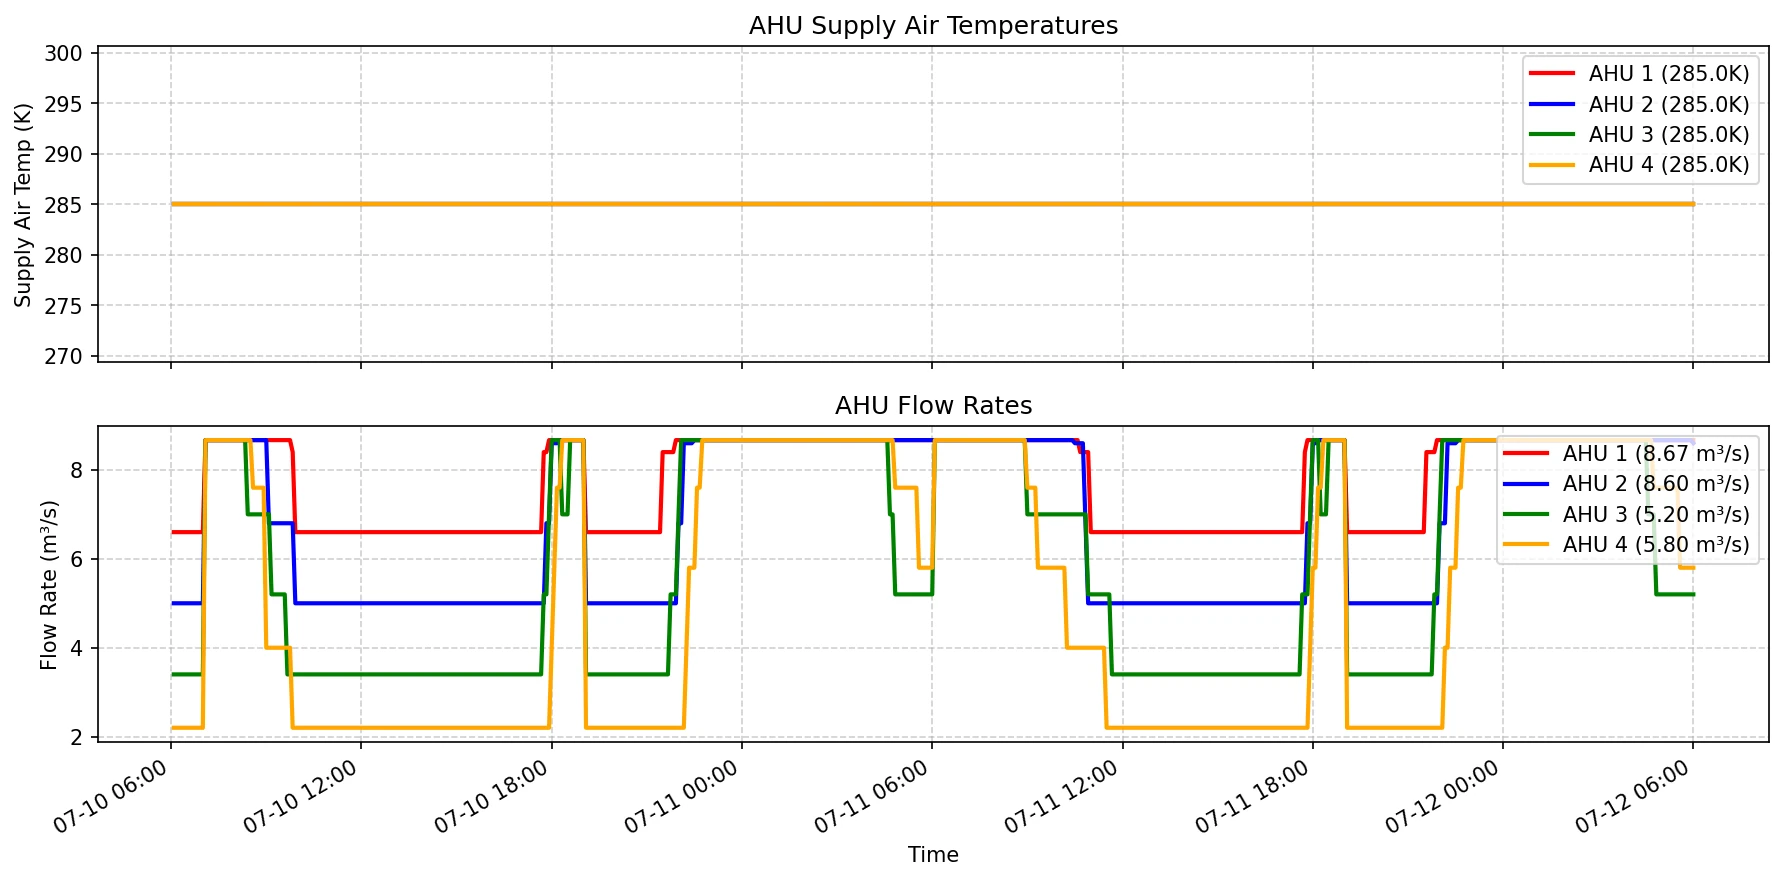 AHU Supply Air Temperatures
Supply Air Temp (K)
300
295
290
285
280
275
270
AHU 1 (285.0K)
AHU 2 (285.0K)
AHU 3 (285.0K)
AHU 4 (285.0K)
AHU Flow Rates
Flow Rate (m³/s)
8
6
4
2
AHU 1 (8.67 m³/s)
AHU 2 (8.60 m³/s)
AHU 3 (5.20 m³/s)
AHU 4 (5.80 m³/s)
07-10 06:00
07-10 12:00
07-10 18:00
07-11 00:00
07-11 06:00
07-11 12:00
07-11 18:00
07-12 00:00
07-12 06:00
Time